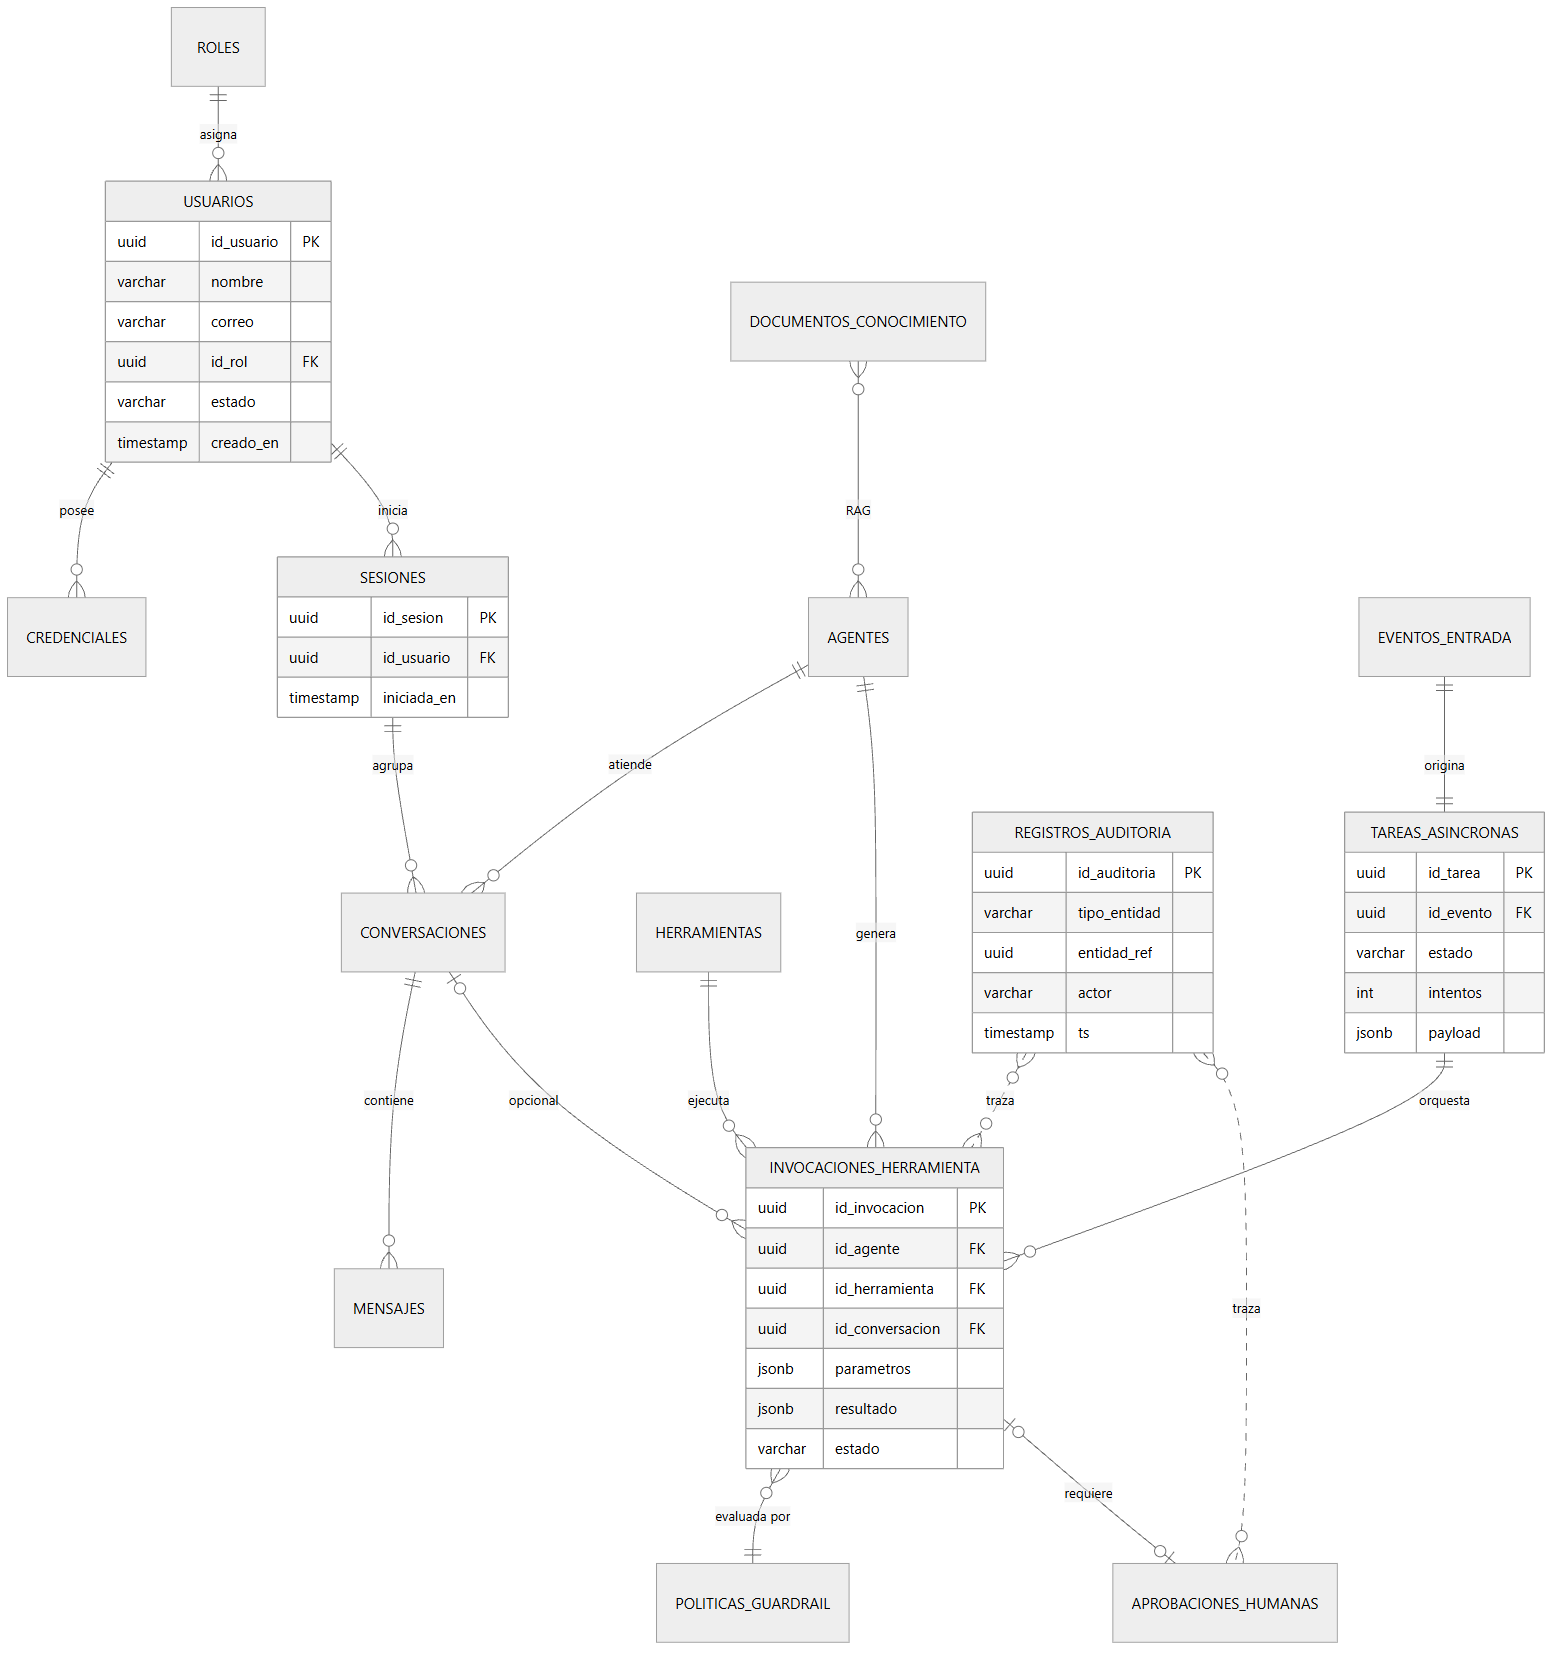 ROLES
asigna
USUARIOS
uuid id_usuario PK
varchar nombre
varchar correo
uuid id_rol FK
varchar estado
timestamp creado_en
DOCUMENTOS_CONOCIMIENTO
posee
inicia
RAG
SESIONES
uuid id_sesion PK
uuid id_usuario FK
timestamp iniciada_en
CREDENCIALES
AGENTES
EVENTOS_ENTRADA
agrupa
atiende
origina
REGISTROS_AUDITORIA
uuid id_auditoria PK
varchar tipo_entidad
uuid entidad_ref
varchar actor
timestamp ts
TAREAS_ASINCRONAS
uuid id_tarea PK
uuid id_evento FK
varchar estado
int intentos
jsonb payload
CONVERSACIONES
HERRAMIENTAS
genera
contiene
opcional
ejecuta
traza
orquesta
INVOCACIONES_HERRAMIENTA
uuid id_invocacion PK
uuid id_agente FK
uuid id_herramienta FK
uuid id_conversacion FK
jsonb parametros
jsonb resultado
varchar estado
MENSAJES
traza
requiere
evaluada por
POLITICAS_GUARDRAIL
APROBACIONES_HUMANAS